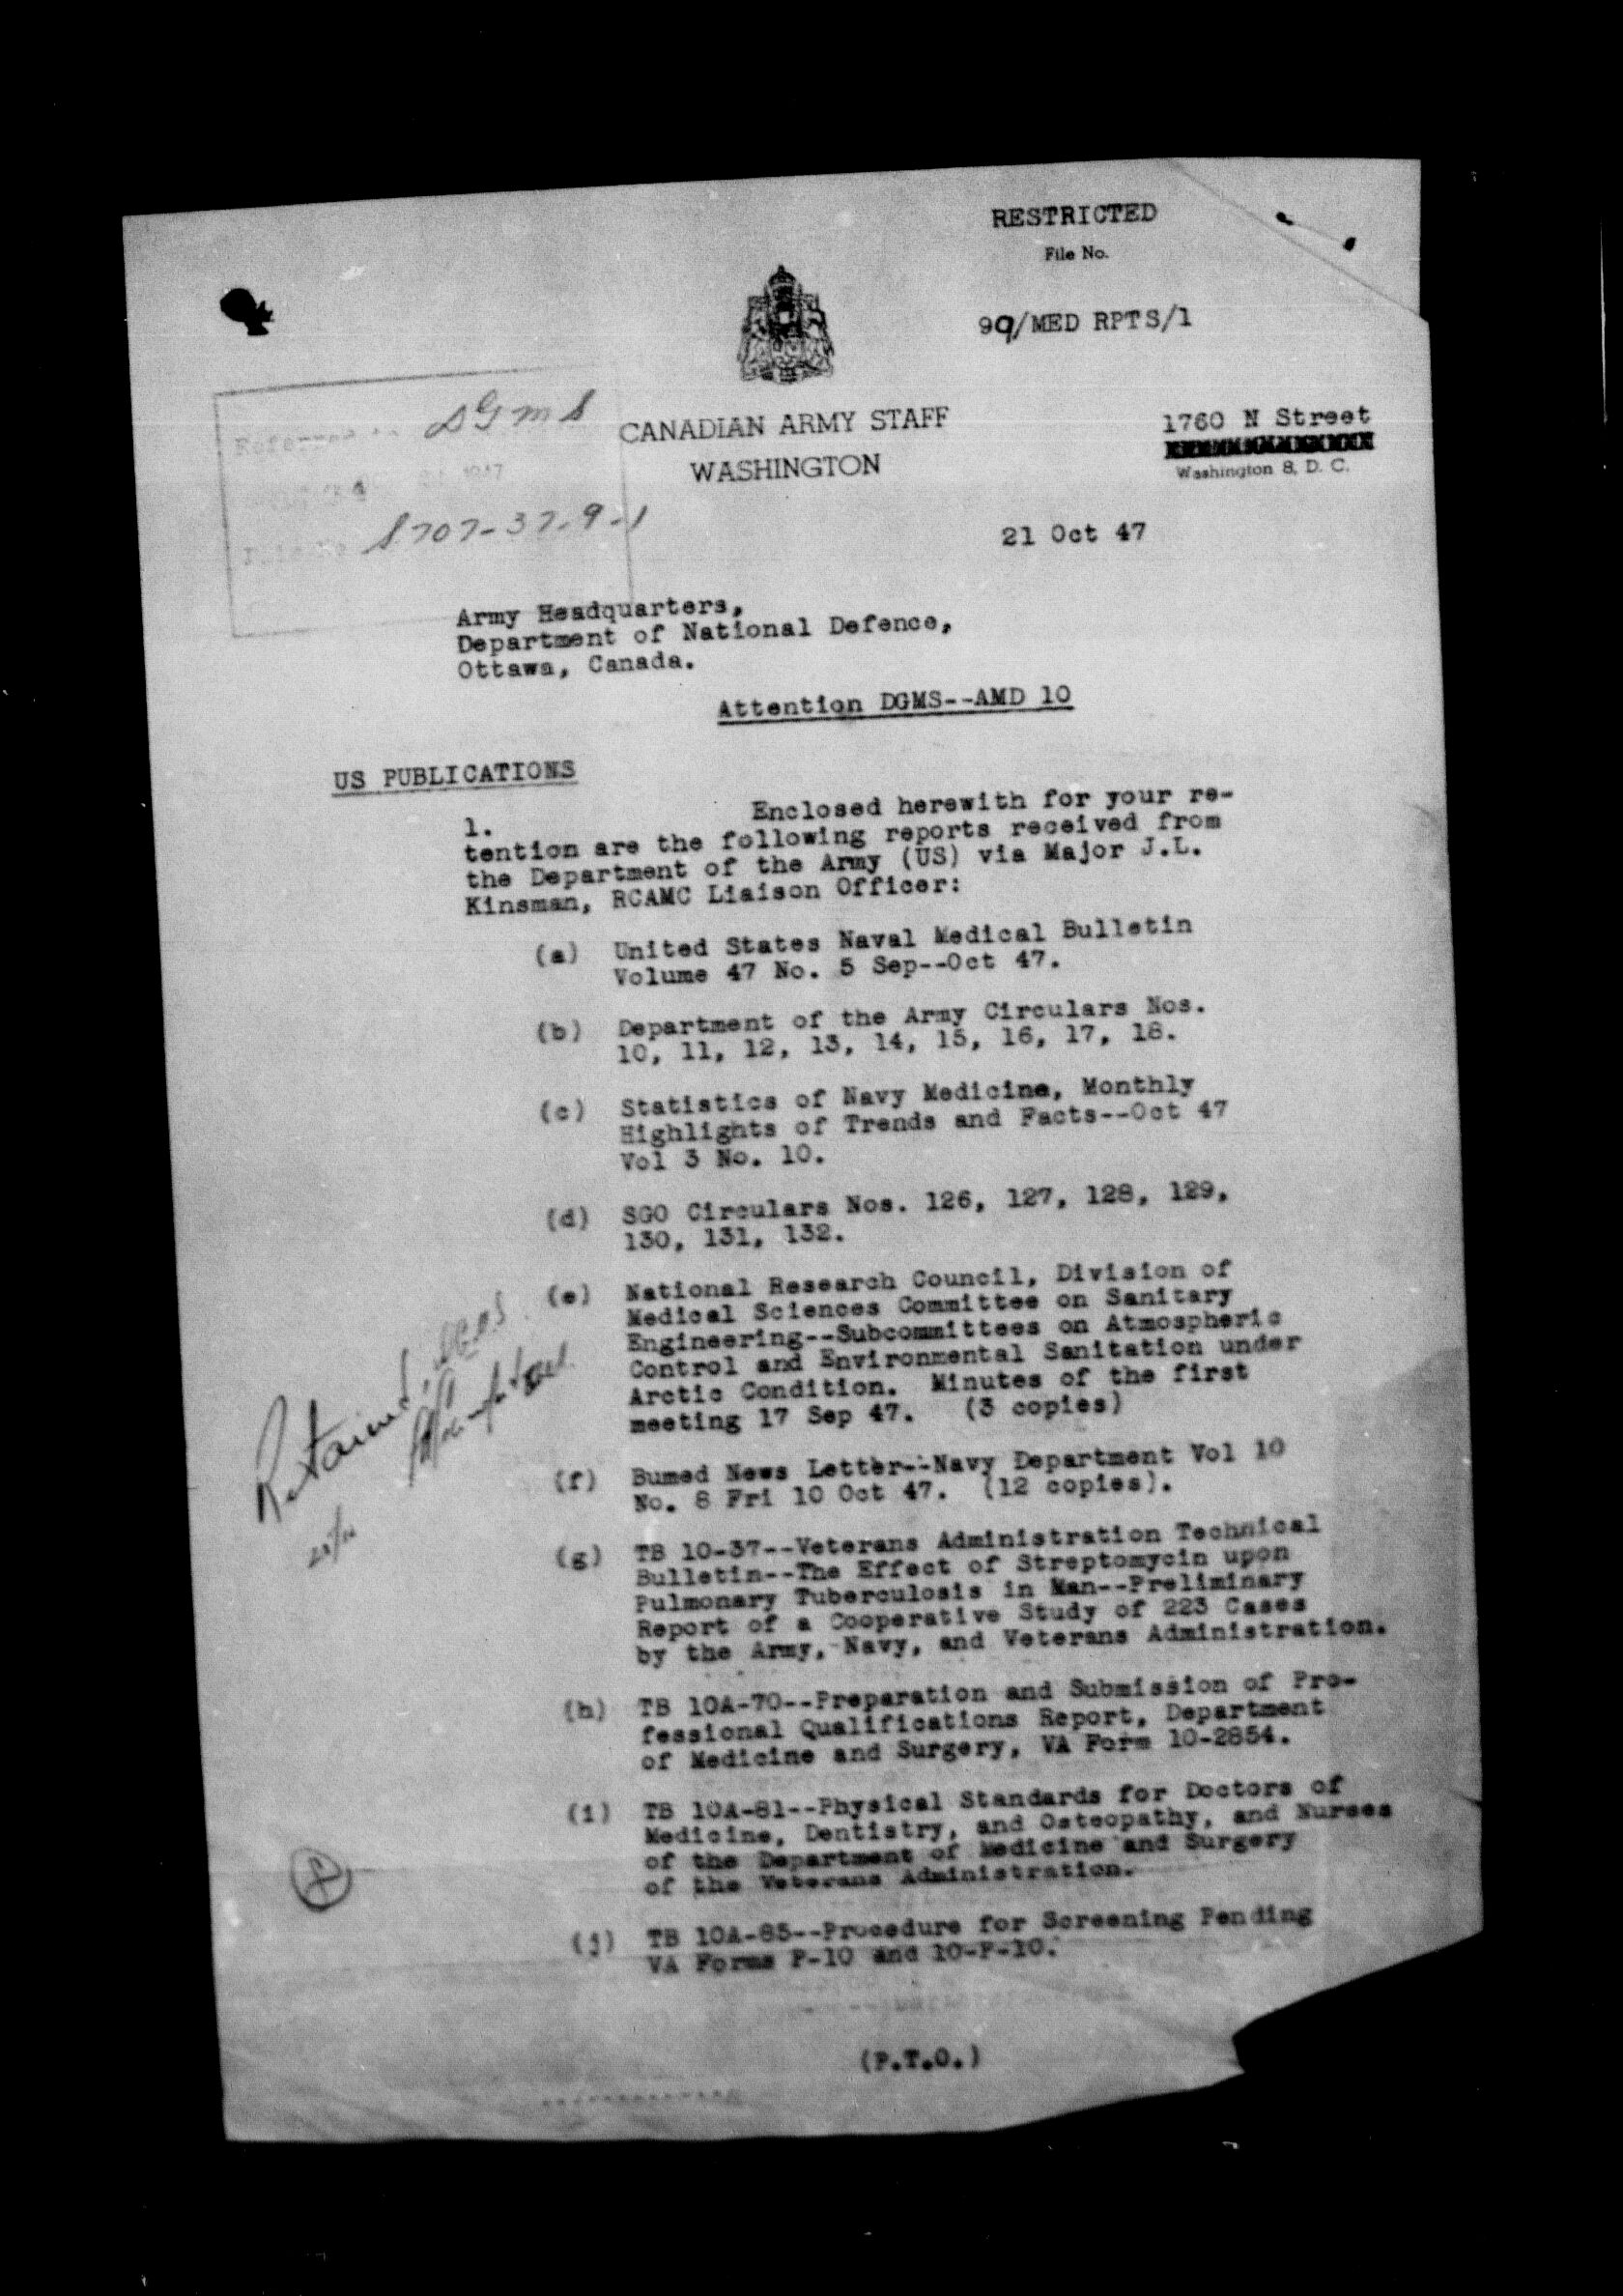 RESTRICTED
File No.
99/MED RPTS/1
DGMS
CANADIAN ARMY STAFF
WASHINGTON
1760 N Street
Washington 8, D. C.
Referred to
1947
8707-37-9-1
21 Oct 47
Army Headquarters,
Department of National Defence,
Ottawa, Canada.
Attention DGMS--AMD 10
US PUBLICATIONS
1. Enclosed herewith for your re-
tention are the following reports received from
the Department of the Army (US) via Major J.L.
Kinsman, RCAMC Liaison Officer:
(a) United States Naval Medical Bulletin
Volume 47 No. 5 Sep--Oct 47.
(b) Department of the Army Circulars Nos.
10, 11, 12, 13, 14, 15, 16, 17, 18.
(c) Statistics of Navy Medicine, Monthly
Highlights of Trends and Facts--Oct 47
Vol 3 No. 10.
(d) SGO Circulars Nos. 126, 127, 128, 129,
130, 131, 132.
(e) National Research Council, Division of
Medical Sciences Committee on Sanitary
Engineering--Subcommittees on Atmospheric
Control and Environmental Sanitation under
Arctic Condition. Minutes of the first
meeting 17 Sep 47. (3 copies)
Retained
(f) Bumed News Letter--Navy Department Vol 10
No. 8 Fri 10 Oct 47. (12 copies).
(g) TB 10-37--Veterans Administration Technical
Bulletin--The Effect of Streptomycin upon
Pulmonary Tuberculosis in Man--Preliminary
Report of a Cooperative Study of 223 Cases
by the Army, Navy, and Veterans Administration.
(h) TB 10A-70--Preparation and Submission of Pro-
fessional Qualifications Report, Department
of Medicine and Surgery, VA Form 10-2854.
(i) TB 10A-81--Physical Standards for Doctors of
Medicine, Dentistry, and Osteopathy, and Nurses
of the Department of Medicine and Surgery
of the Veterans Administration.
(j) TB 10A-85--Procedure for Screening Pending
VA Forms P-10 and 10-P-10.
(P.T.O.)